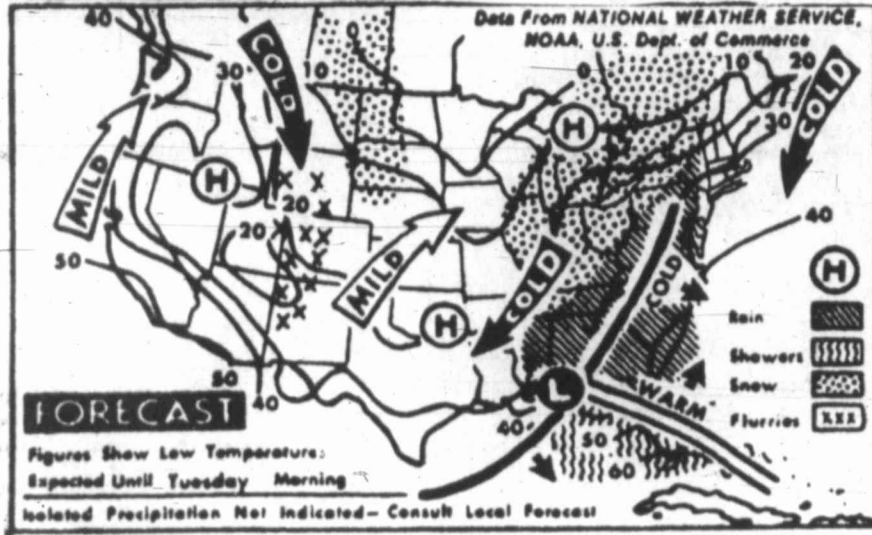 Data From NATIONAL WEATHER SERVICE,
NOAA, U.S. Dept. of Commerce
40
30
COLD
10
0
0
10
20
30
COLD
H
H
MILD
20
20
MILD
40
50
COLD
COLD
H
H
Rain
Showers
Snow
Flurries
L
WARM
50
40
40
50
60
FORECAST
Figures Show Low Temperature:
Expected Until Tuesday Morning
Isolated Precipitation Not Indicated — Consult Local Forecast